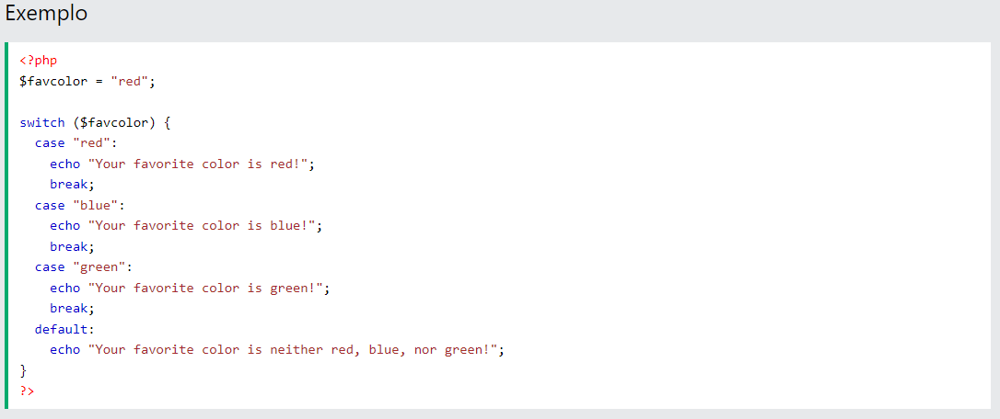 Exemplo
<?php
$favcolor = "red";
switch ($favcolor) {
  case "red":
    echo "Your favorite color is red!";
    break;
  case "blue":
    echo "Your favorite color is blue!";
    break;
  case "green":
    echo "Your favorite color is green!";
    break;
  default:
    echo "Your favorite color is neither red, blue, nor green!";
}
?>